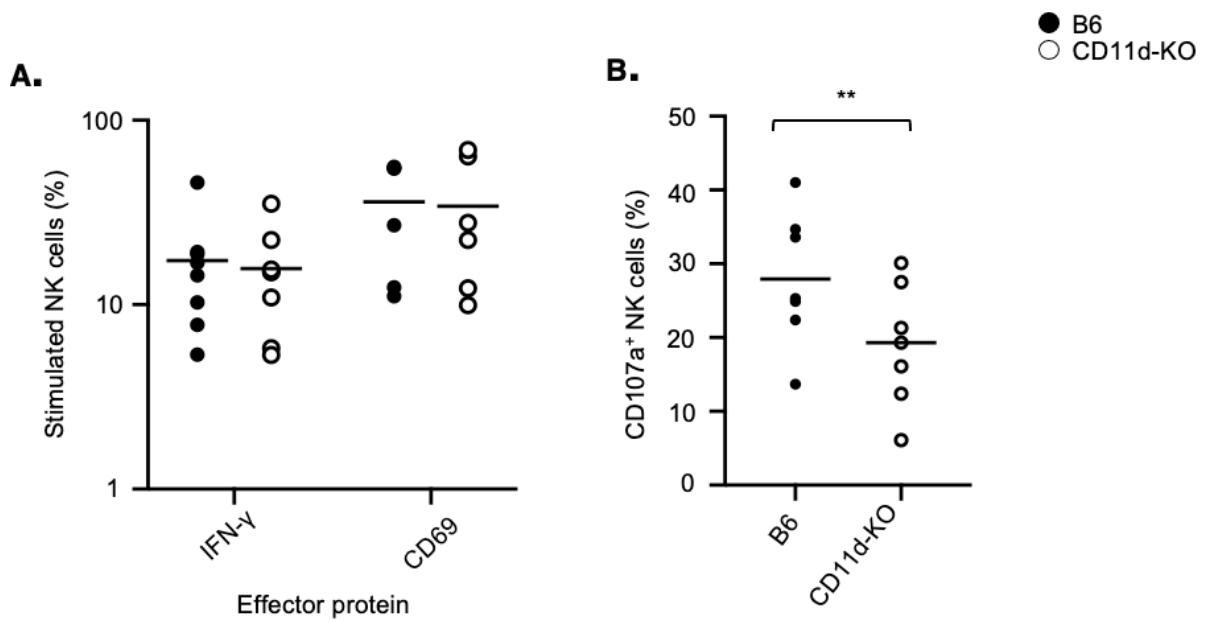 B6
CD11d-KO
A.
100
10
1
Stimulated NK cells (%)
IFN-γ
CD69
Effector protein
B.
**
50
40
30
20
10
0
CD107a⁺ NK cells (%)
B6
CD11d-KO